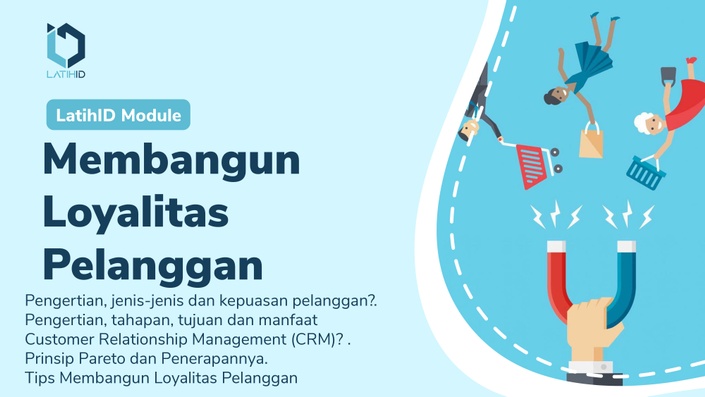 LATIHID
LatihID Module
Membangun
Loyalitas
Pelanggan
Pengertian, jenis-jenis dan kepuasan pelanggan?.
Pengertian, tahapan, tujuan dan manfaat
Customer Relationship Management (CRM)? .
Prinsip Pareto dan Penerapannya.
Tips Membangun Loyalitas Pelanggan